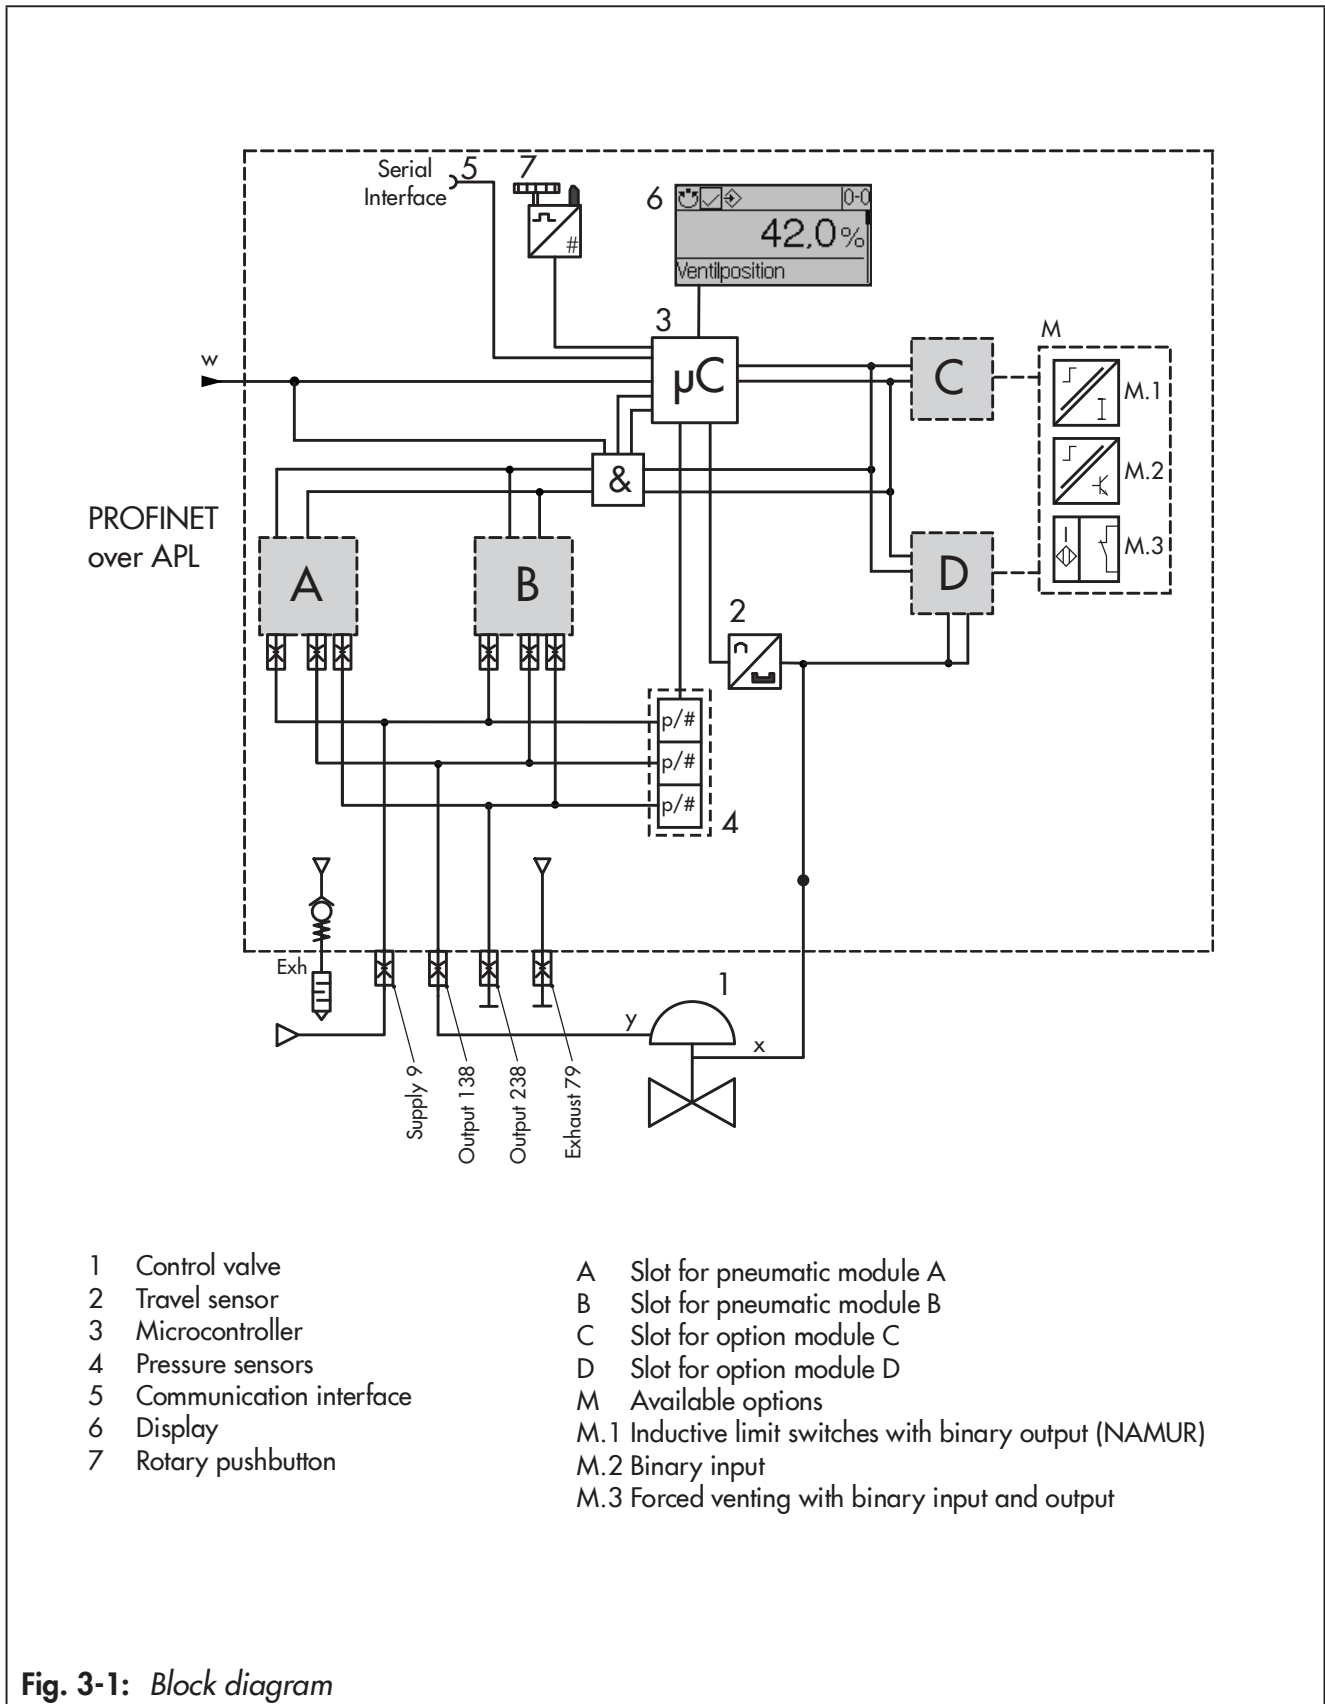 Serial 5 7
Interface
6
0-0
42,0%
Ventilposition
#
3
M
w
µC
C
M.1
&
M.2
PROFINET
over APL
A
B
D
M.3
2
p/#
p/#
p/#
4
Exh
1
y
x
Supply 9
Output 138
Output 238
Exhaust 79
1 Control valve
2 Travel sensor
3 Microcontroller
4 Pressure sensors
5 Communication interface
6 Display
7 Rotary pushbutton
A Slot for pneumatic module A
B Slot for pneumatic module B
C Slot for option module C
D Slot for option module D
M Available options
M.1 Inductive limit switches with binary output (NAMUR)
M.2 Binary input
M.3 Forced venting with binary input and output
Fig. 3-1: Block diagram